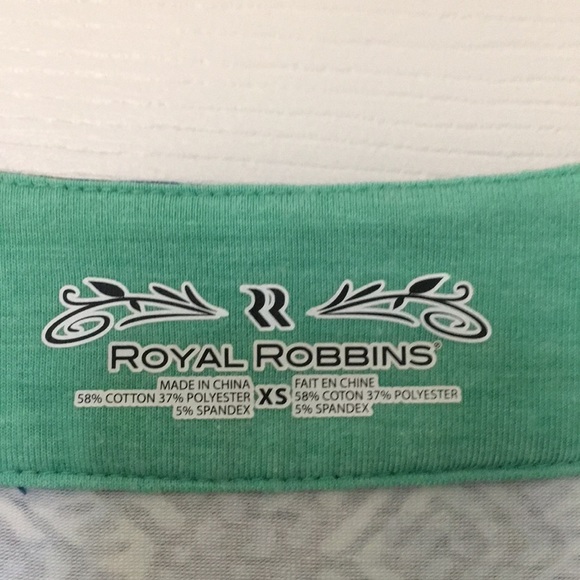 RR
ROYAL ROBBINS®
MADE IN CHINA
58% COTTON 37% POLYESTER
5% SPANDEX
XS
FAIT EN CHINE
58% COTON 37% POLYESTER
5% SPANDEX